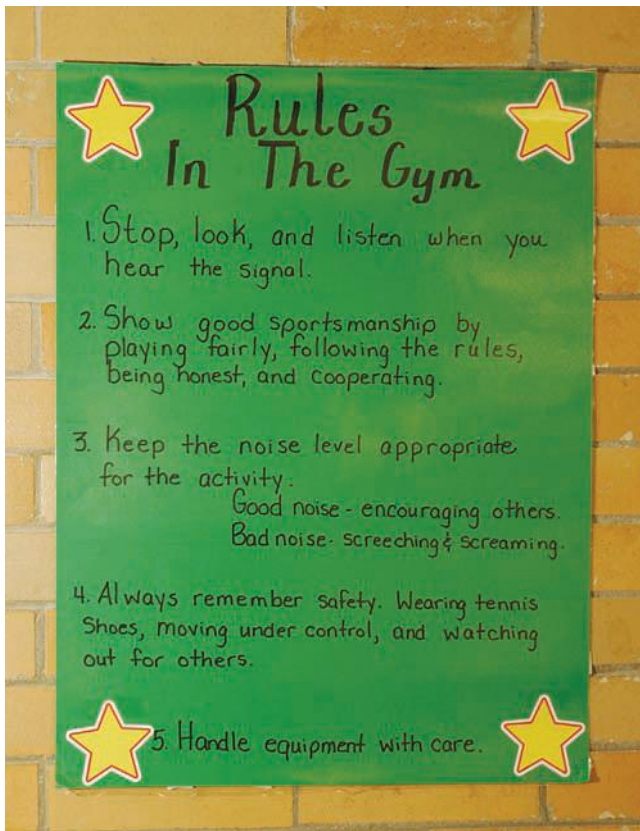 Rules
In The Gym
1. Stop, look, and listen when you
hear the signal.
2. Show good sportsmanship by
playing fairly, following the rules,
being honest, and cooperating.
3. Keep the noise level appropriate
for the activity.
Good noise - encouraging others.
Bad noise - screeching & screaming.
4. Always remember safety. Wearing tennis
Shoes, moving under control, and watching
out for others.
5. Handle equipment with care.